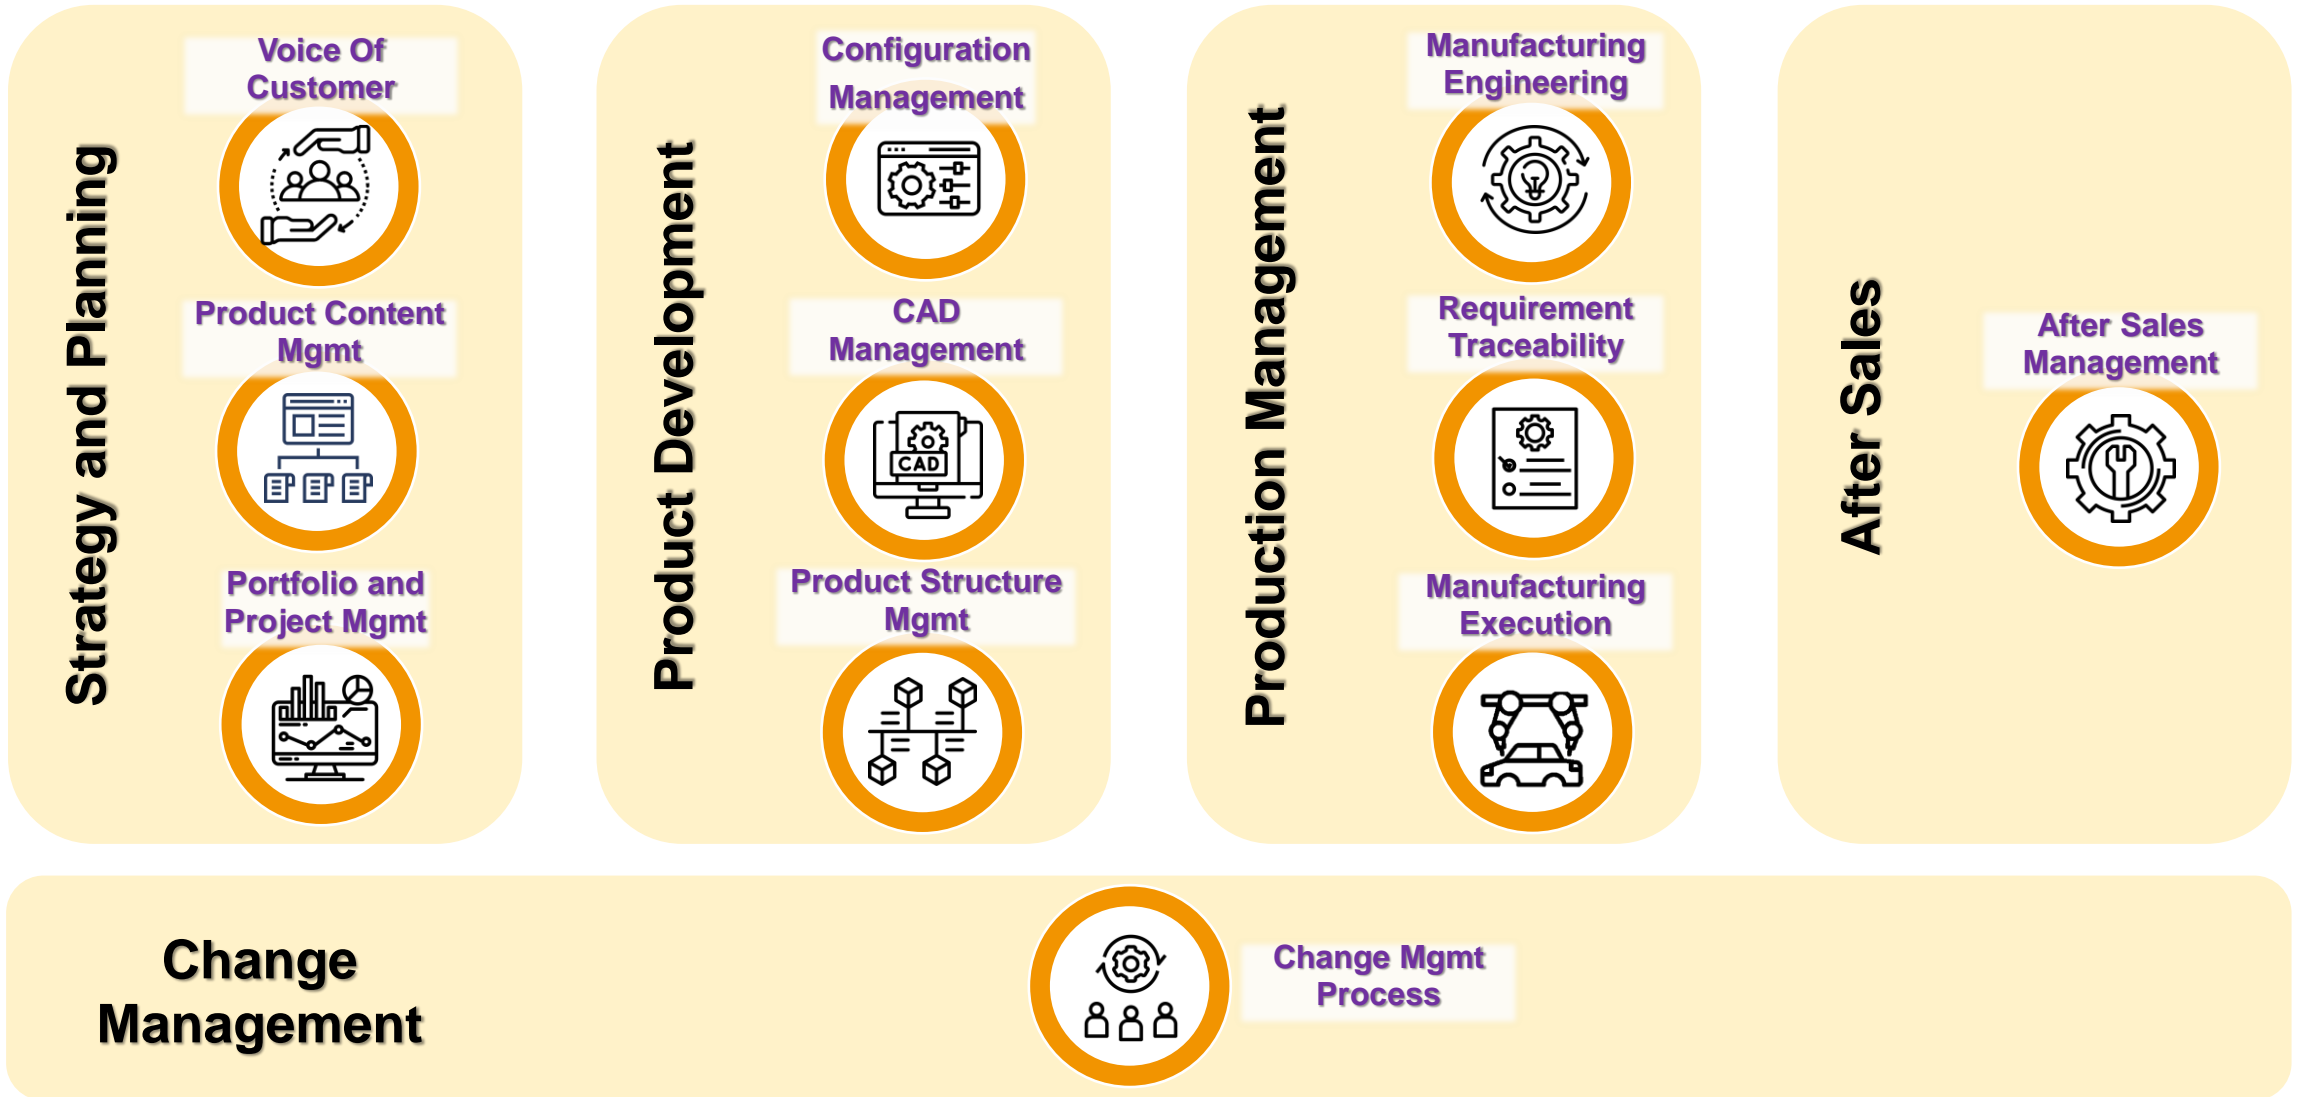 Strategy and Planning
Voice Of
Customer
Product Content
Mgmt
Portfolio and
Project Mgmt
Product Development
Configuration
Management
CAD
Management
CAD
Product Structure
Mgmt
Production Management
Manufacturing
Engineering
Requirement
Traceability
Manufacturing
Execution
After Sales
After Sales
Management
Change
Management
Change Mgmt
Process